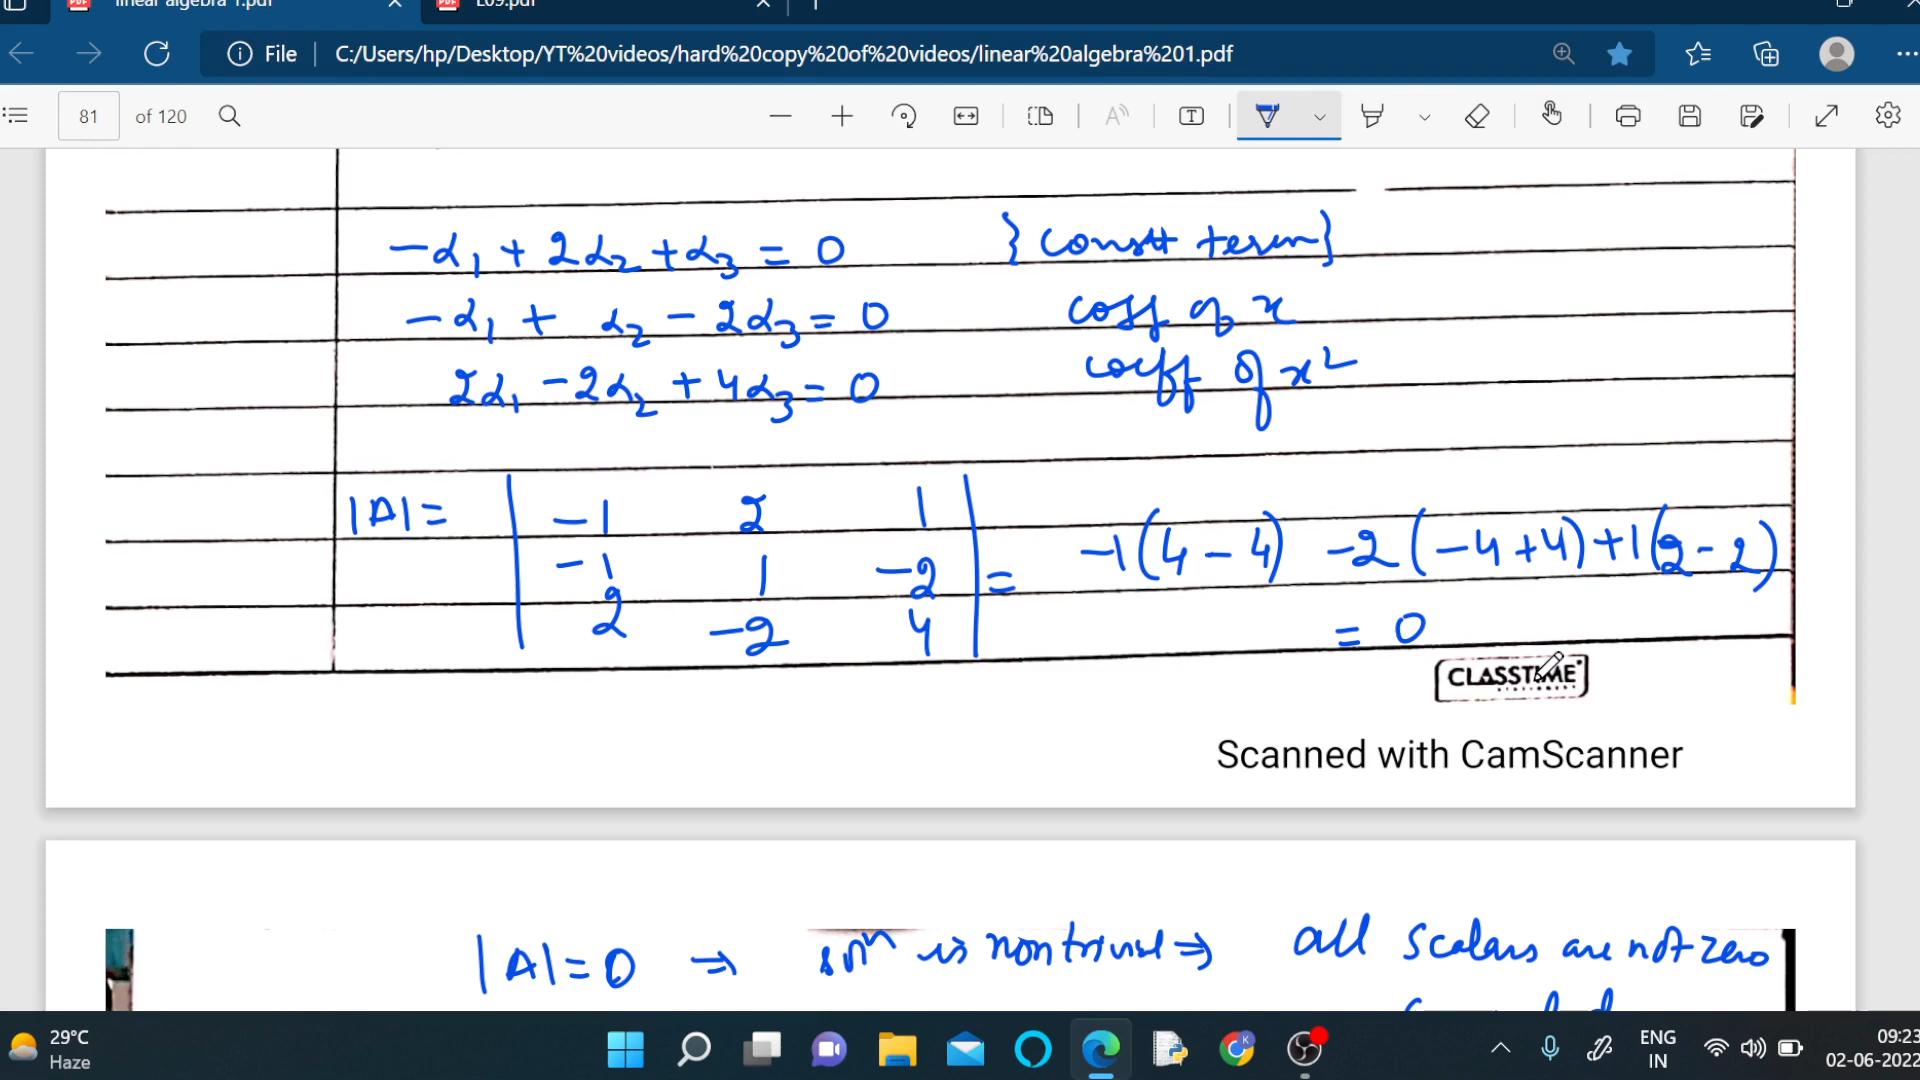 linear algebra 1.pdf
L09.pdf
File C:/Users/hp/Desktop/YT%20videos/hard%20copy%20of%20videos/linear%20algebra%201.pdf
81 of 120
-α₁ + 2α₂ + α₃ = 0 } constt term}
-α₁ + α₂ - 2α₃ = 0 coff of x
2α₁ - 2α₂ + 4α₃ = 0 coeff of x²
|A| = | -1 2 1 | = -1(4-4) -2(-4+4)+1(2-2)
-1 1 -2
2 -2 4
= 0
CLASSTIME
Scanned with CamScanner
|A|=0 → solⁿ is nontrivial ⇒ all scalars are not zero
29°C
Haze
ENG
IN
09:23
02-06-2022